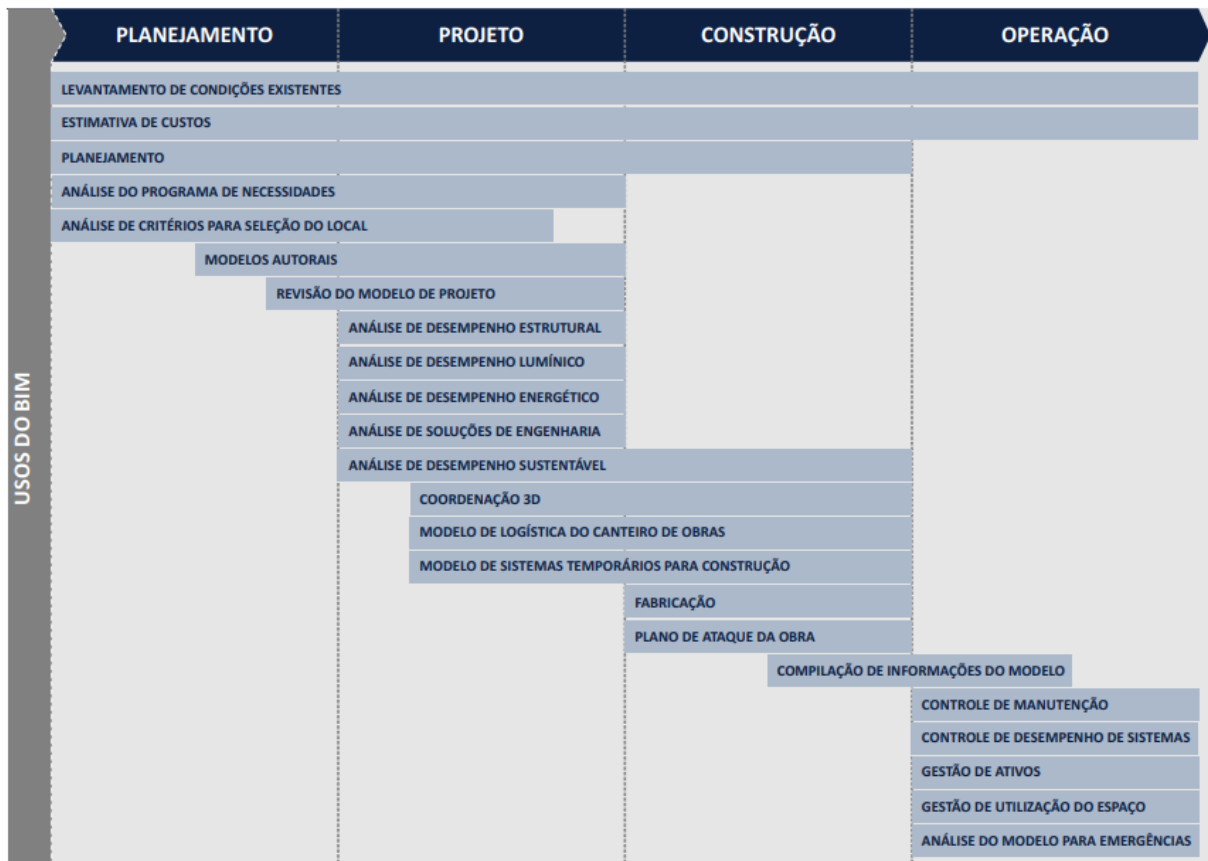 PLANEJAMENTO
PROJETO
CONSTRUÇÃO
OPERAÇÃO
USOS DO BIM
LEVANTAMENTO DE CONDIÇÕES EXISTENTES
ESTIMATIVA DE CUSTOS
PLANEJAMENTO
ANÁLISE DO PROGRAMA DE NECESSIDADES
ANÁLISE DE CRITÉRIOS PARA SELEÇÃO DO LOCAL
MODELOS AUTORAIS
REVISÃO DO MODELO DE PROJETO
ANÁLISE DE DESEMPENHO ESTRUTURAL
ANÁLISE DE DESEMPENHO LUMÍNICO
ANÁLISE DE DESEMPENHO ENERGÉTICO
ANÁLISE DE SOLUÇÕES DE ENGENHARIA
ANÁLISE DE DESEMPENHO SUSTENTÁVEL
COORDENAÇÃO 3D
MODELO DE LOGÍSTICA DO CANTEIRO DE OBRAS
MODELO DE SISTEMAS TEMPORÁRIOS PARA CONSTRUÇÃO
FABRICAÇÃO
PLANO DE ATAQUE DA OBRA
COMPILAÇÃO DE INFORMAÇÕES DO MODELO
CONTROLE DE MANUTENÇÃO
CONTROLE DE DESEMPENHO DE SISTEMAS
GESTÃO DE ATIVOS
GESTÃO DE UTILIZAÇÃO DO ESPAÇO
ANÁLISE DO MODELO PARA EMERGÊNCIAS